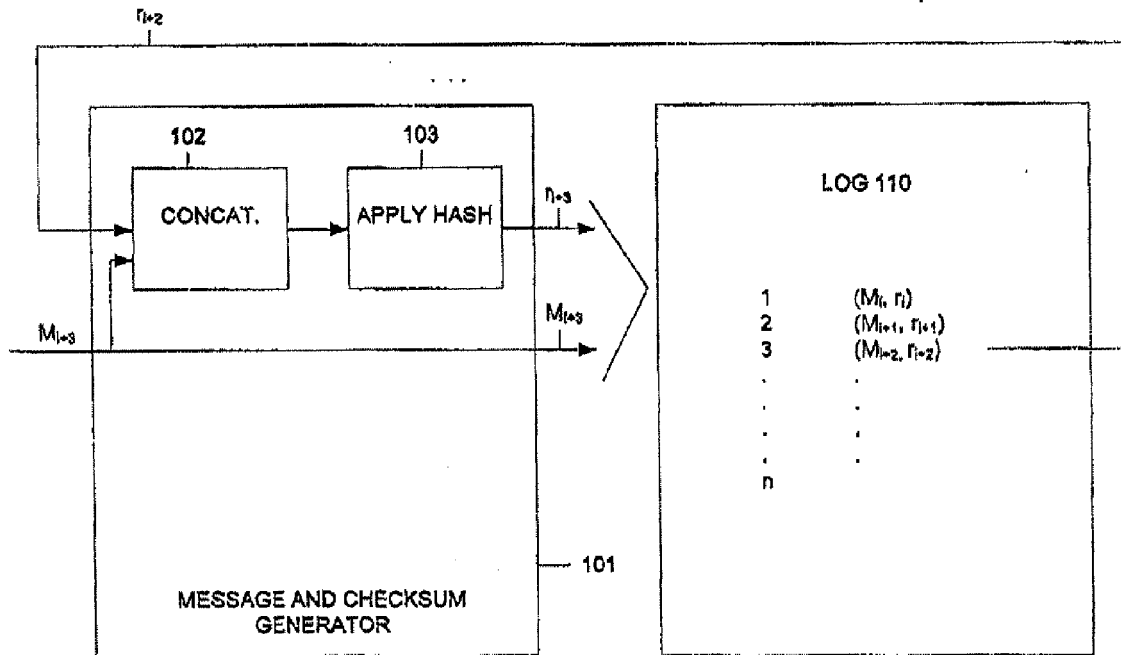 rᵢ₊₂
. . .
102
103
CONCAT.
APPLY HASH
rᵢ₊₃
Mᵢ₊₃
Mᵢ₊₃
LOG 110
1 (Mᵢ, rᵢ)
2 (Mᵢ₊₁, rᵢ₊₁)
3 (Mᵢ₊₂, rᵢ₊₂)
. .
. .
. .
. .
n
101
MESSAGE AND CHECKSUM
GENERATOR